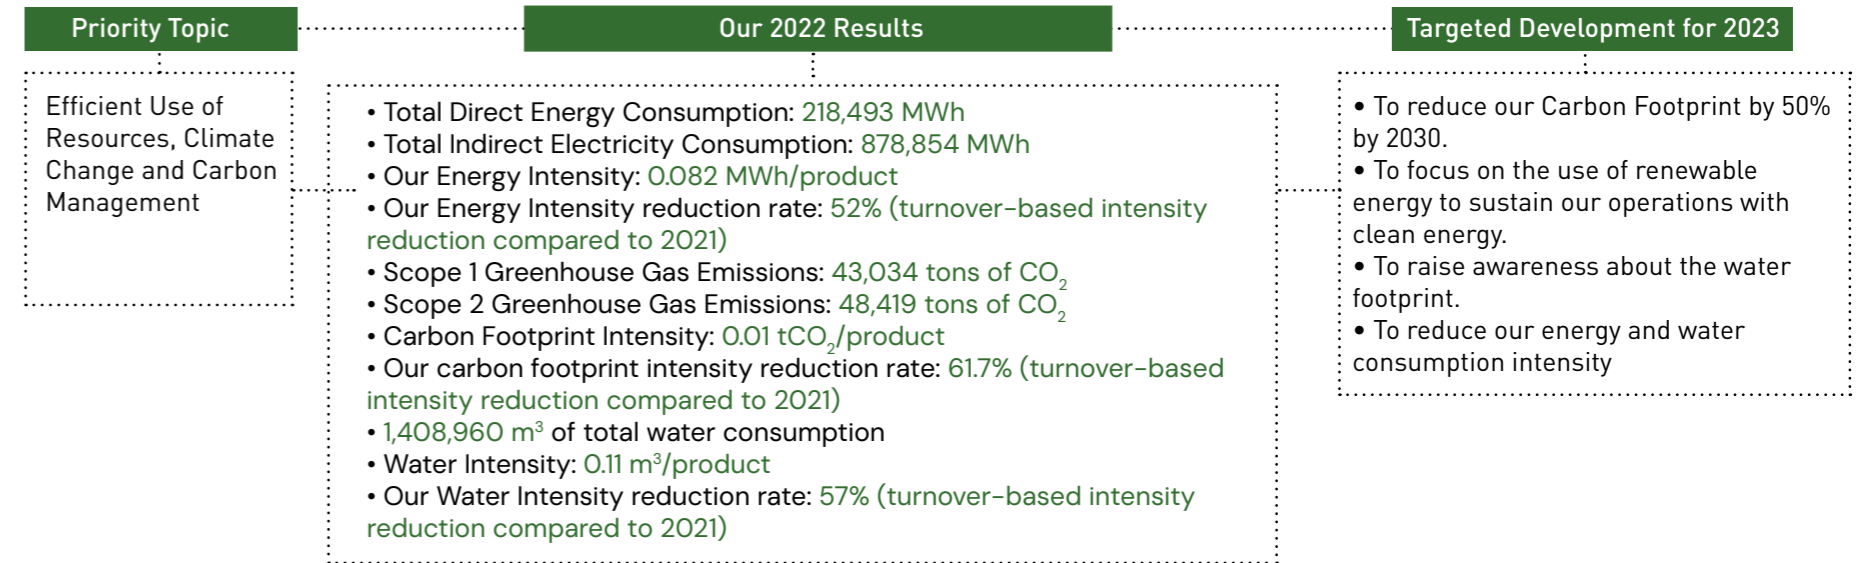 Priority Topic
Our 2022 Results
Targeted Development for 2023
Efficient Use of
Resources, Climate
Change and Carbon
Management
• Total Direct Energy Consumption: 218,493 MWh
• Total Indirect Electricity Consumption: 878,854 MWh
• Our Energy Intensity: 0.082 MWh/product
• Our Energy Intensity reduction rate: 52% (turnover-based intensity
reduction compared to 2021)
• Scope 1 Greenhouse Gas Emissions: 43,034 tons of CO₂
• Scope 2 Greenhouse Gas Emissions: 48,419 tons of CO₂
• Carbon Footprint Intensity: 0.01 tCO₂/product
• Our carbon footprint intensity reduction rate: 61.7% (turnover-based
intensity reduction compared to 2021)
• 1,408,960 m³ of total water consumption
• Water Intensity: 0.11 m³/product
• Our Water Intensity reduction rate: 57% (turnover-based intensity
reduction compared to 2021)
• To reduce our Carbon Footprint by 50%
by 2030.
• To focus on the use of renewable
energy to sustain our operations with
clean energy.
• To raise awareness about the water
footprint.
• To reduce our energy and water
consumption intensity